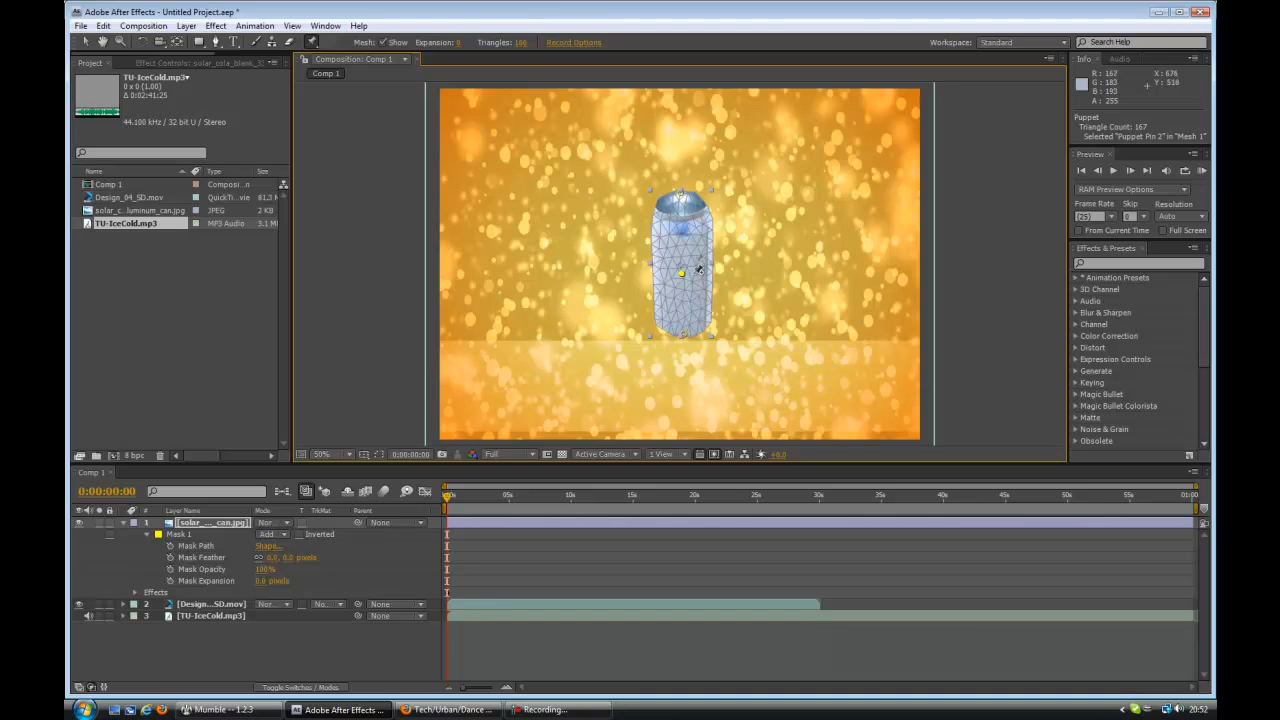 Adobe After Effects - Untitled Project.aep *
File Edit Composition Layer Effect Animation View Window Help
Mesh: Show Expansion: 0 Triangles: 166 Record Options
Workspace: Standard Search Help
Project Effect Controls: solar_cola_blank_33
TU-IceCold.mp3
0 x 0 (1.00)
Δ 0:02:41:25
44.100 kHz / 32 bit U / Stereo
Name Type Size
Comp 1 Composi...n
Design_04_SD.mov QuickTi...vie 81.3 M
solar_c...luminum_can.jpg JPEG 2 KB
TU-IceCold.mp3 MP3 Audio 3.1 M
8 bpc
Composition: Comp 1
Comp 1
50% 0:00:00:00 Full Active Camera 1 View +0.0
Info Audio
R: 167 X: 676
G: 183 Y: 516
B: 193
A: 255
Puppet
Triangle Count: 167
Selected "Puppet Pin 2" in "Mesh 1"
Preview
RAM Preview Options
Frame Rate Skip Resolution
(25) 0 Auto
From Current Time Full Screen
Effects & Presets
* Animation Presets
3D Channel
Audio
Blur & Sharpen
Channel
Color Correction
Distort
Expression Controls
Generate
Keying
Magic Bullet
Magic Bullet Colorista
Matte
Noise & Grain
Obsolete
Comp 1
0:00:00:00
05s 10s 15s 20s 25s 30s 35s 40s 45s 50s 55s 01:00
# Layer Name Mode T TrkMat Parent
1 [solar_..._can.jpg] Nor... None
Mask 1 Add Inverted
Mask Path Shape...
Mask Feather 0.0, 0.0 pixels
Mask Opacity 100%
Mask Expansion 0.0 pixels
Effects
2 [Design...SD.mov] Nor... No... None
3 [TU-IceCold.mp3] None
Toggle Switches / Modes
Mumble -- 1.2.3 Adobe After Effects ... Tech/Urban/Dance ... Recording... 20:52